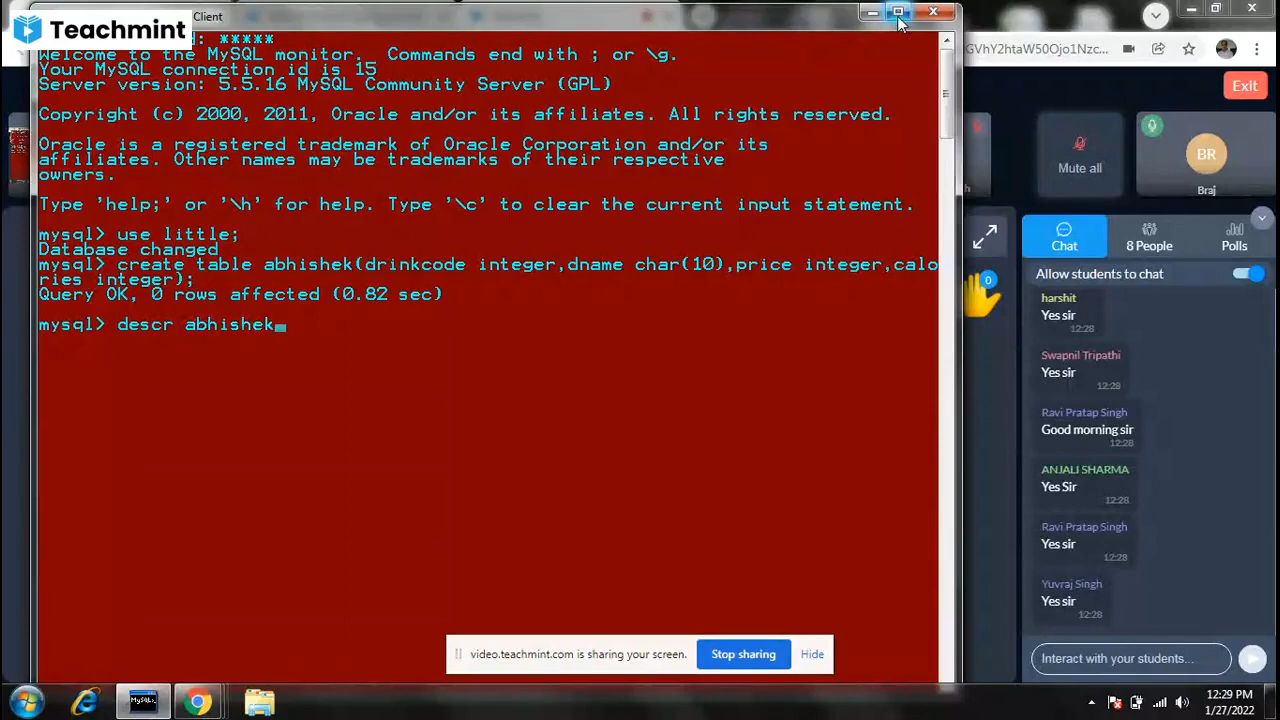 Teachmint
Client
d: *****
Welcome to the MySQL monitor.  Commands end with ; or \g.
Your MySQL connection id is 15
Server version: 5.5.16 MySQL Community Server (GPL)
Copyright (c) 2000, 2011, Oracle and/or its affiliates. All rights reserved.
Oracle is a registered trademark of Oracle Corporation and/or its
affiliates. Other names may be trademarks of their respective
owners.
Type 'help;' or '\h' for help. Type '\c' to clear the current input statement.
mysql> use little;
Database changed
mysql> create table abhishek(drinkcode integer,dname char(10),price integer,calo
ries integer);
Query OK, 0 rows affected (0.82 sec)
mysql> descr abhishek
video.teachmint.com is sharing your screen.
Stop sharing
Hide
GVhY2htaW50Ojo1Nzc...
Exit
h
Mute all
BR
Braj
Chat
8 People
Polls
0
Allow students to chat
harshit
Yes sir
12:28
Swapnil Tripathi
Yes sir
12:28
Ravi Pratap Singh
Good morning sir
12:28
ANJALI SHARMA
Yes Sir
12:28
Ravi Pratap Singh
Yes sir
12:28
Yuvraj Singh
Yes sir
12:28
Interact with your students...
MySQL
12:29 PM
1/27/2022